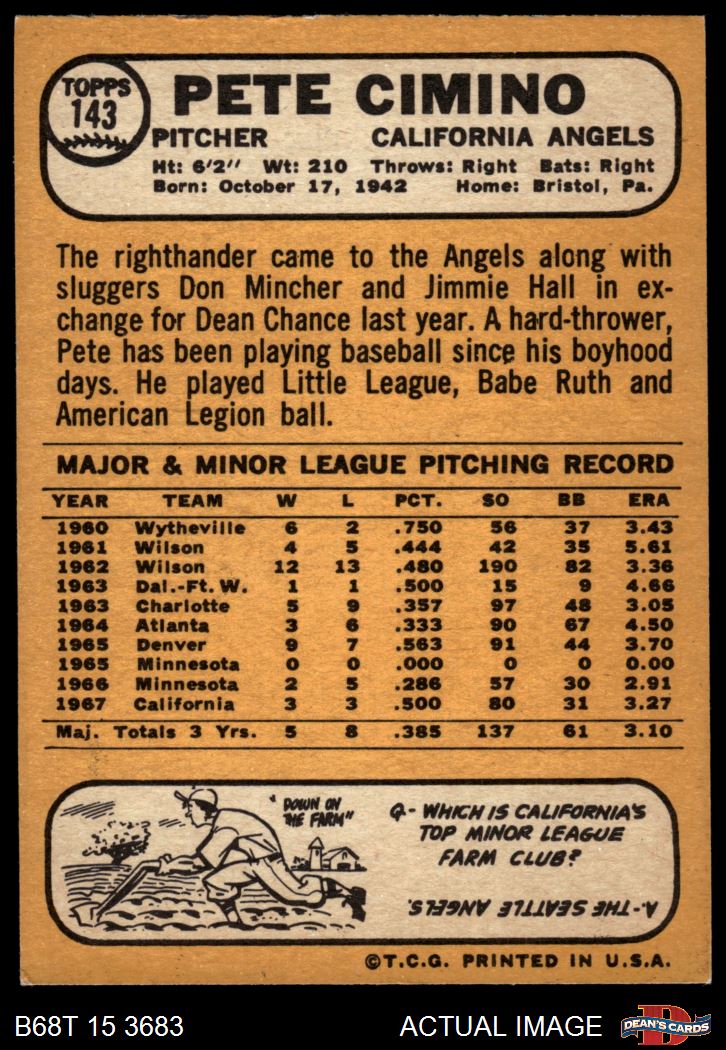 TOPPS
143
PETE CIMINO
PITCHER CALIFORNIA ANGELS
Ht: 6'2" Wt: 210 Throws: Right Bats: Right
Born: October 17, 1942 Home: Bristol, Pa.
The righthander came to the Angels along with
sluggers Don Mincher and Jimmie Hall in ex-
change for Dean Chance last year. A hard-thrower,
Pete has been playing baseball since his boyhood
days. He played Little League, Babe Ruth and
American Legion ball.
MAJOR & MINOR LEAGUE PITCHING RECORD
YEAR TEAM W L PCT. SO BB ERA
1960 Wytheville 6 2 .750 56 37 3.43
1961 Wilson 4 5 .444 42 35 5.61
1962 Wilson 12 13 .480 190 82 3.36
1963 Dal.-Ft. W. 1 1 .500 15 9 4.66
1963 Charlotte 5 9 .357 97 48 3.05
1964 Atlanta 3 6 .333 90 67 4.50
1965 Denver 9 7 .563 91 44 3.70
1965 Minnesota 0 0 .000 0 0 0.00
1966 Minnesota 2 5 .286 57 30 2.91
1967 California 3 3 .500 80 31 3.27
Maj. Totals 3 Yrs. 5 8 .385 137 61 3.10
"DOWN ON
THE FARM"
Q- WHICH IS CALIFORNIA'S
TOP MINOR LEAGUE
FARM CLUB?
A- THE SEATTLE ANGELS.
©T.C.G. PRINTED IN U.S.A.
B68T 15 3683 ACTUAL IMAGE
D
DEAN'S CARDS